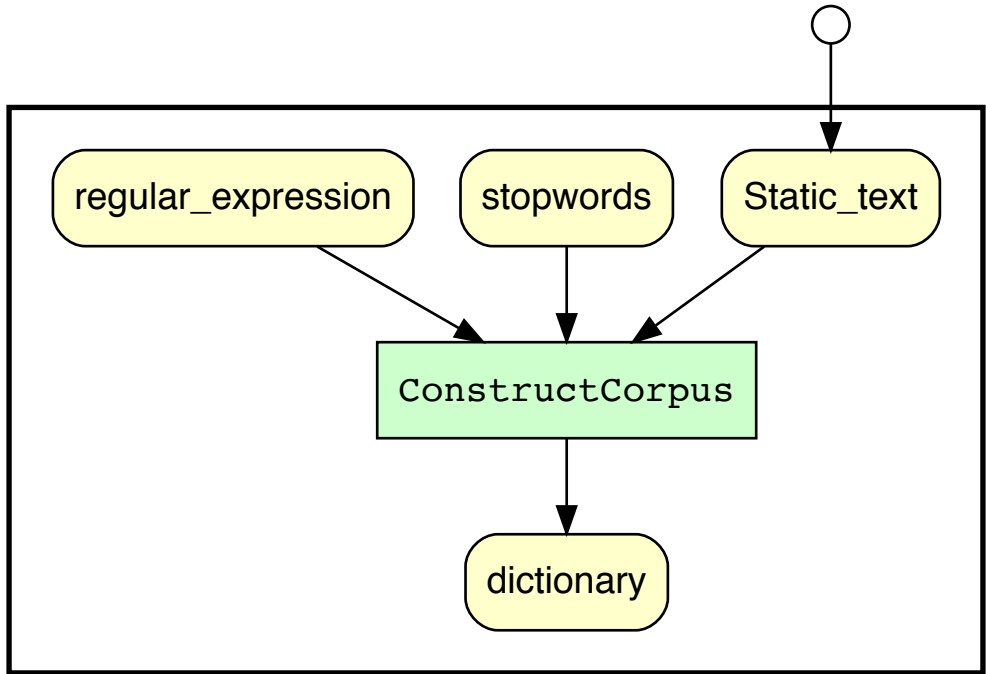 regular_expression
stopwords
Static_text
ConstructCorpus
dictionary